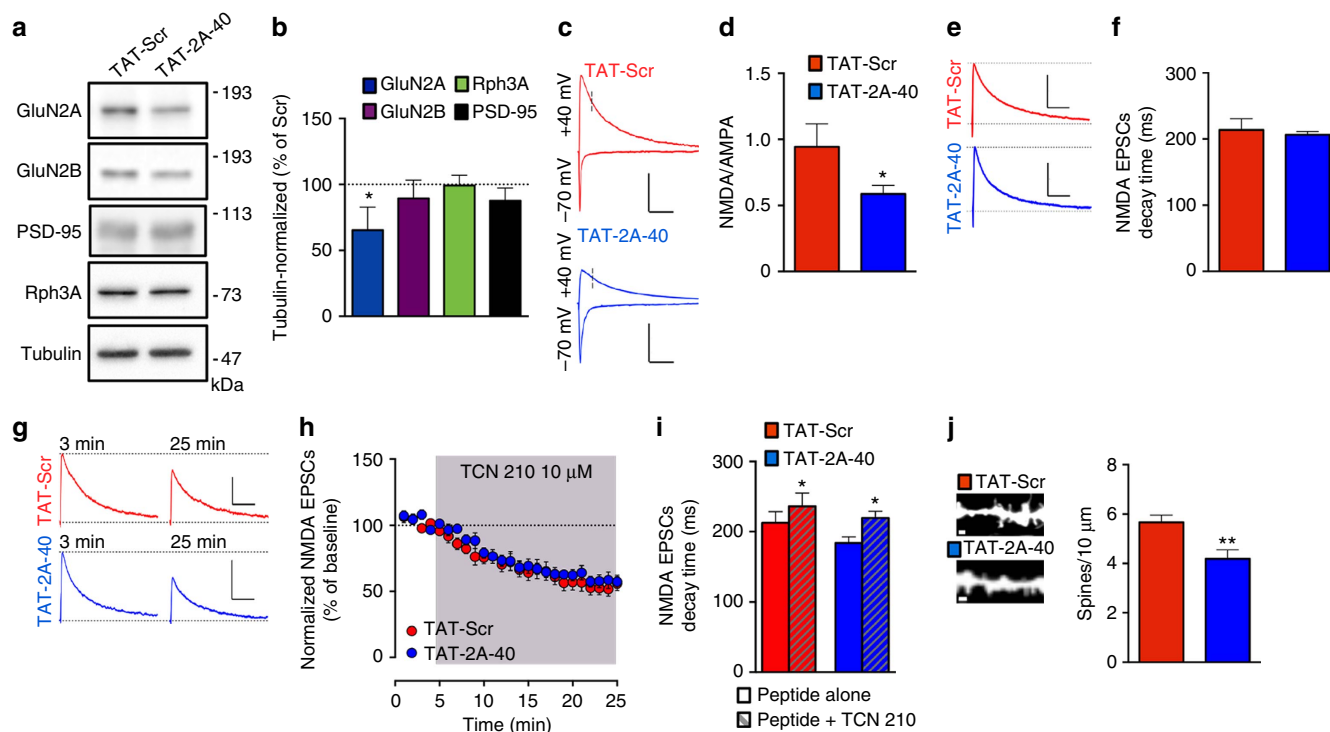 a
TAT-Scr
TAT-2A-40
GluN2A
-193
GluN2B
-193
PSD-95
-113
Rph3A
-73
Tubulin
-47
kDa
b
GluN2A
Rph3A
GluN2B
PSD-95
Tubulin-normalized (% of Scr)
150
100
50
0
*
c
TAT-Scr
+40 mV
−70 mV
TAT-2A-40
+40 mV
−70 mV
d
TAT-Scr
TAT-2A-40
NMDA/AMPA
1.5
1.0
0.5
0
*
e
TAT-Scr
TAT-2A-40
f
NMDA EPSCs
decay time (ms)
300
200
100
0
g
3 min
25 min
TAT-Scr
3 min
25 min
TAT-2A-40
h
Normalized NMDA EPSCs
(% of baseline)
150
100
50
0
TCN 210 10 μM
TAT-Scr
TAT-2A-40
0 5 10 15 20 25
Time (min)
i
TAT-Scr
TAT-2A-40
NMDA EPSCs
decay time (ms)
300
200
100
0
*
*
Peptide alone
Peptide + TCN 210
j
TAT-Scr
TAT-2A-40
Spines/10 μm
8
6
4
2
0
**